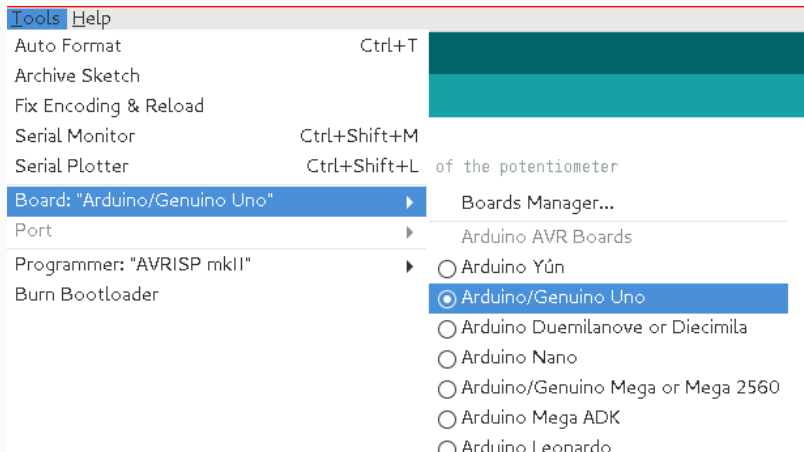 Tools Help
Auto Format Ctrl+T
Archive Sketch
Fix Encoding & Reload
Serial Monitor Ctrl+Shift+M
Serial Plotter Ctrl+Shift+L
of the potentiometer
Board: "Arduino/Genuino Uno"
Port
Programmer: "AVRISP mkII"
Burn Bootloader
Boards Manager...
Arduino AVR Boards
Arduino Yún
Arduino/Genuino Uno
Arduino Duemilanove or Diecimila
Arduino Nano
Arduino/Genuino Mega or Mega 2560
Arduino Mega ADK
Arduino Leonardo